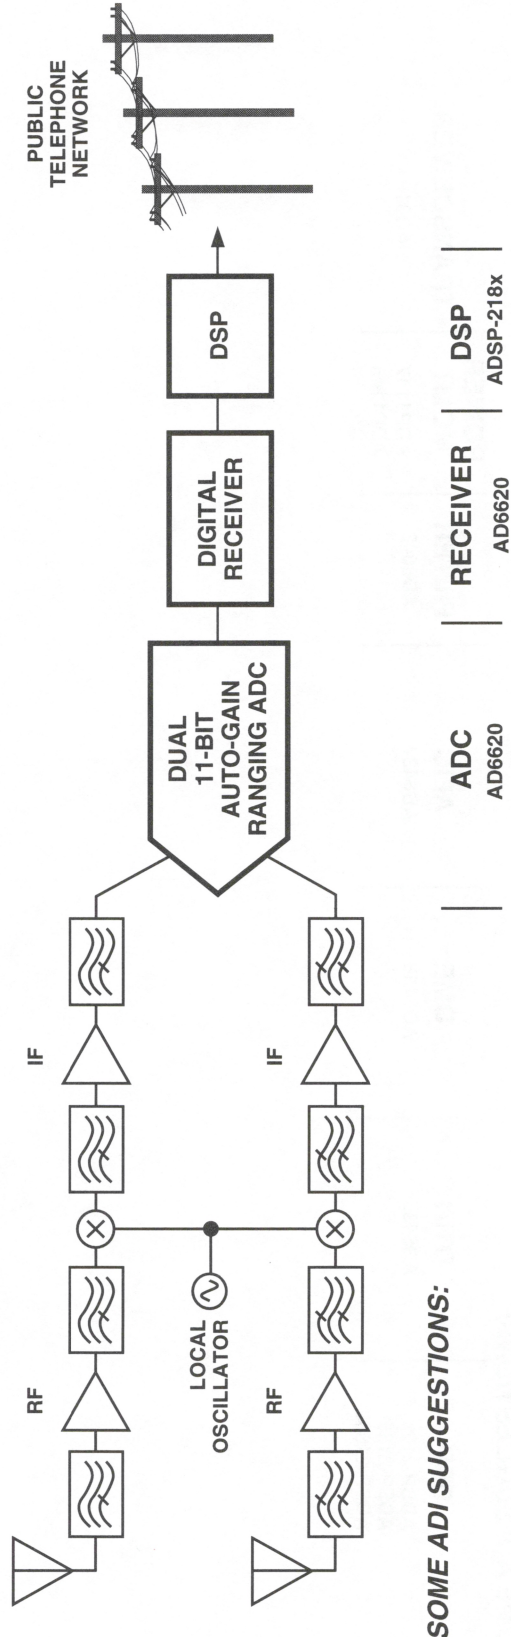 PUBLIC
TELEPHONE
NETWORK
RF
IF
LOCAL
OSCILLATOR
RF
IF
DUAL
11-BIT
AUTO-GAIN
RANGING ADC
DIGITAL
RECEIVER
DSP
SOME ADI SUGGESTIONS:
ADC
AD6620
RECEIVER
AD6620
DSP
ADSP-218x